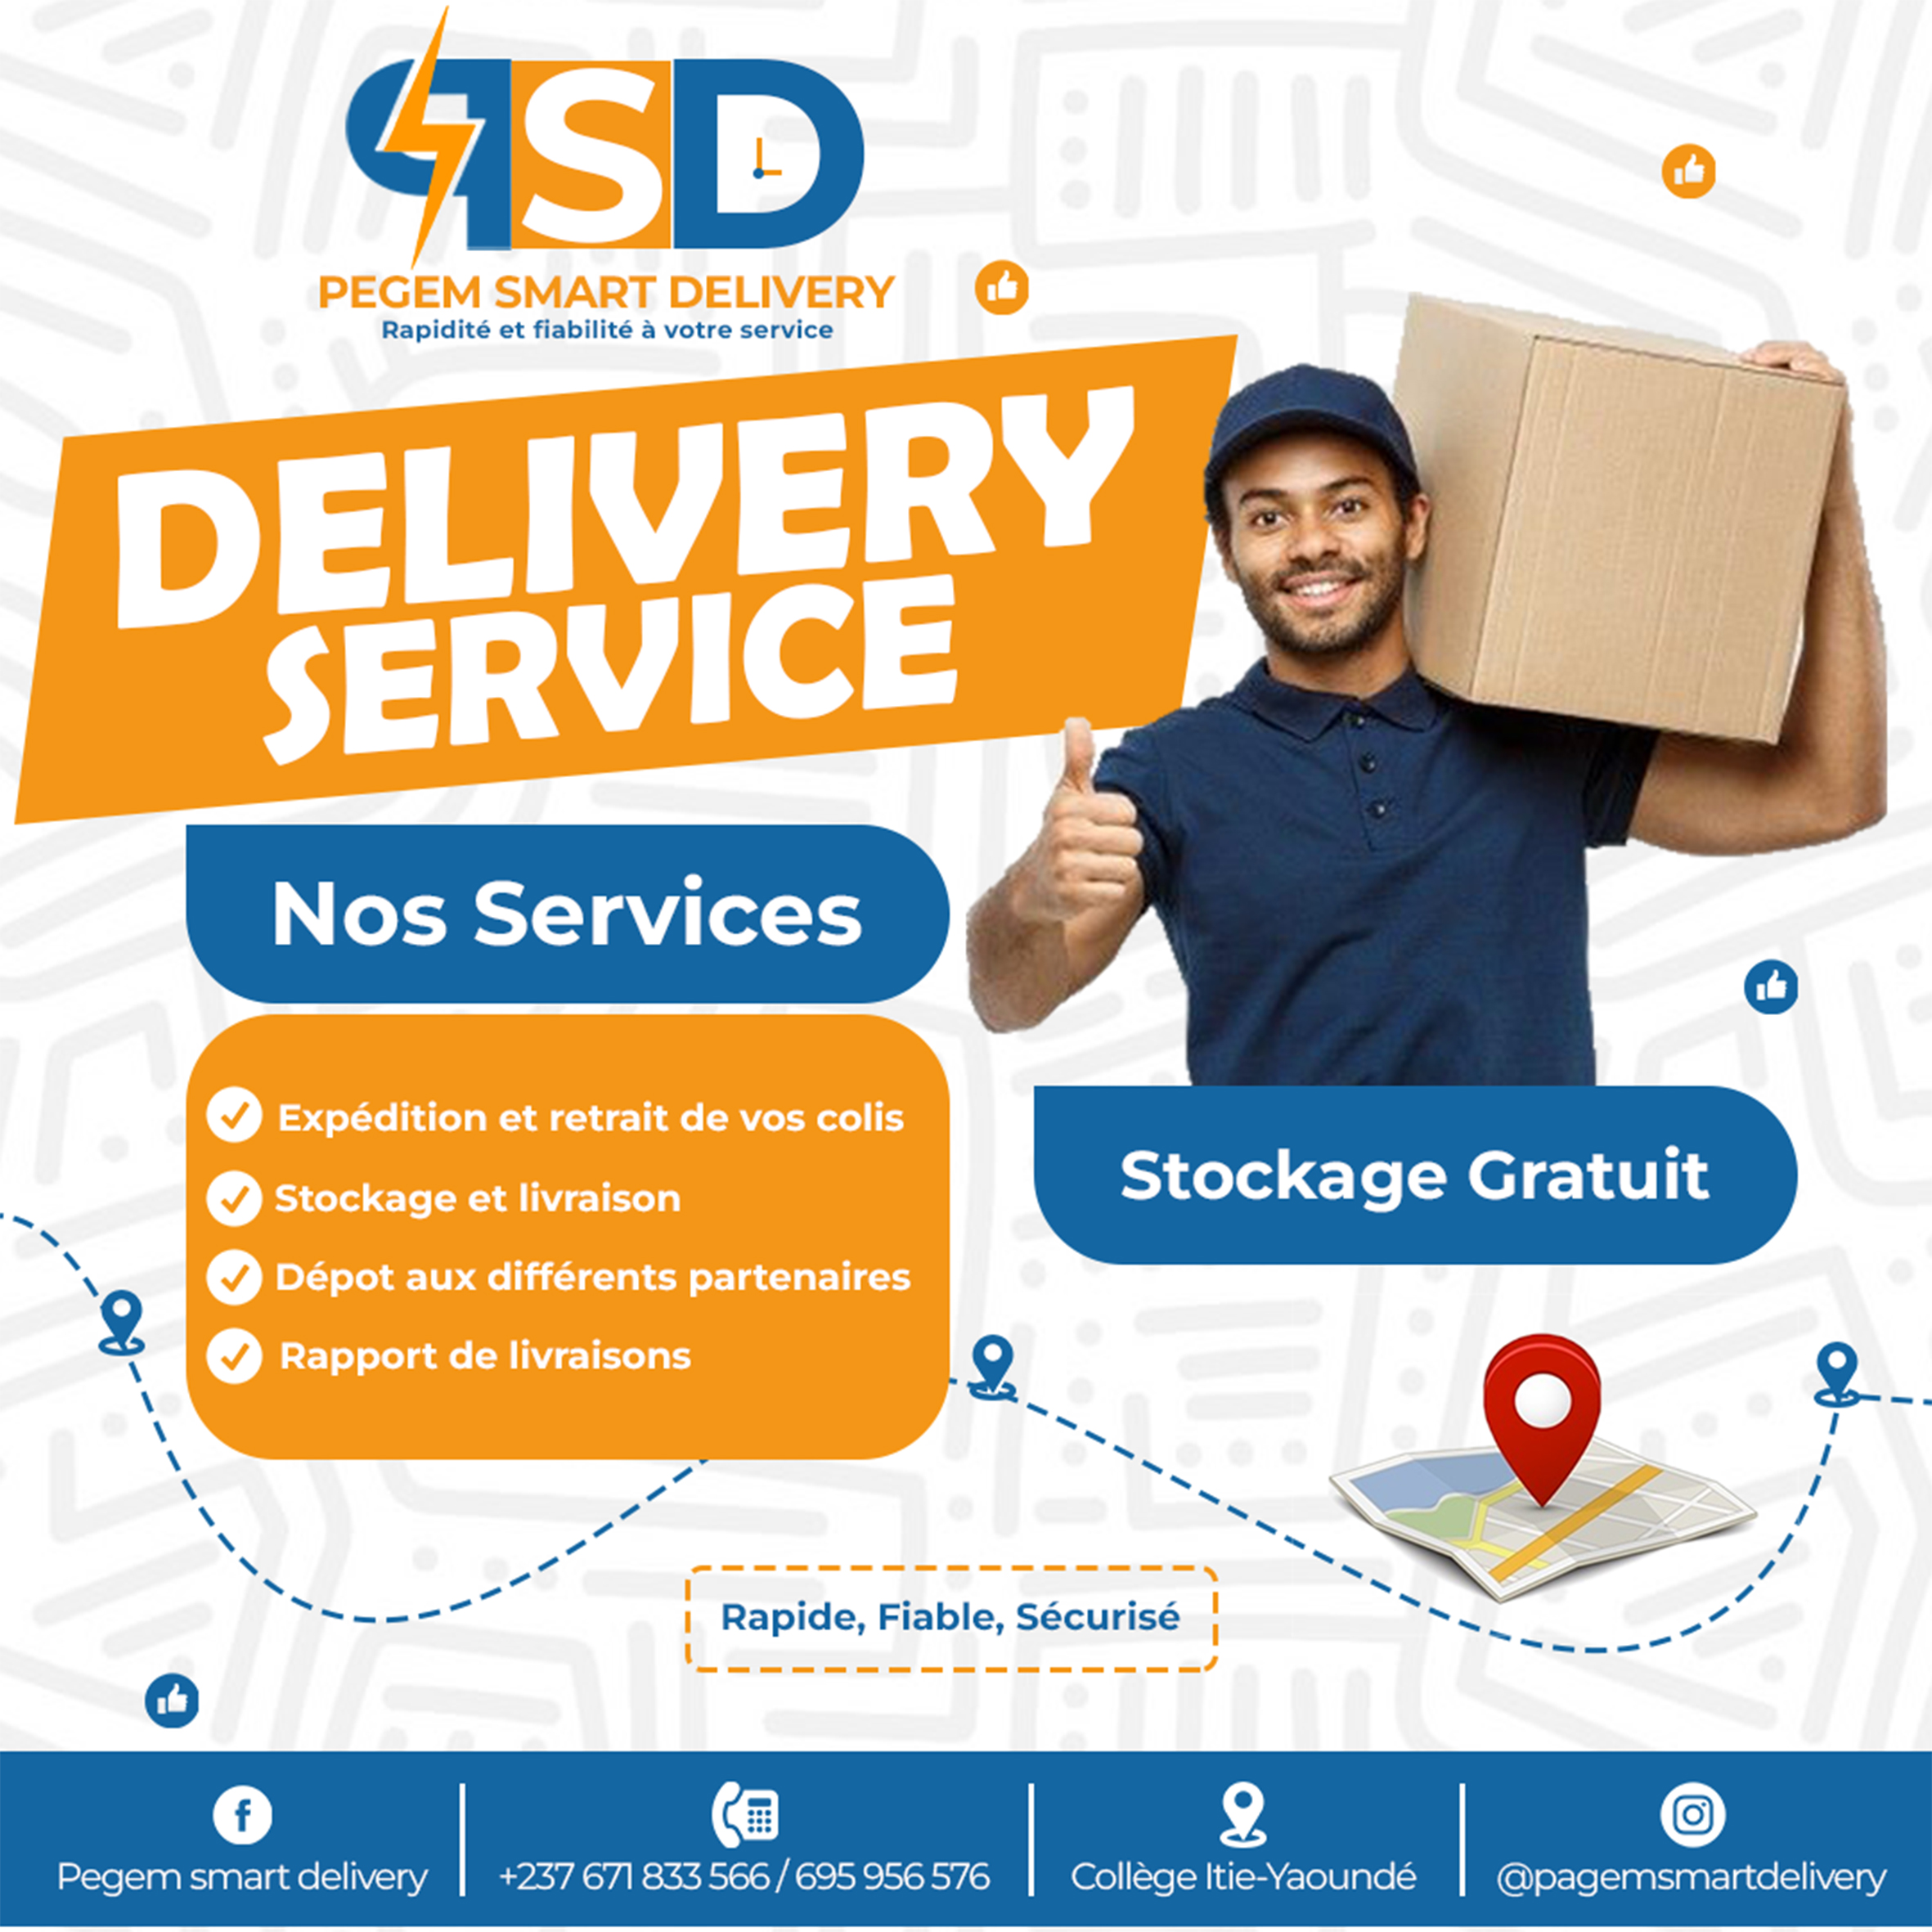 PSD
PEGEM SMART DELIVERY
Rapidité et fiabilité à votre service
DELIVERY
SERVICE
Nos Services
Expédition et retrait de vos colis
Stockage et livraison
Dépot aux différents partenaires
Rapport de livraisons
Stockage Gratuit
Rapide, Fiable, Sécurisé
Pegem smart delivery
+237 671 833 566 / 695 956 576
Collège Itie-Yaoundé
@pagemsmartdelivery